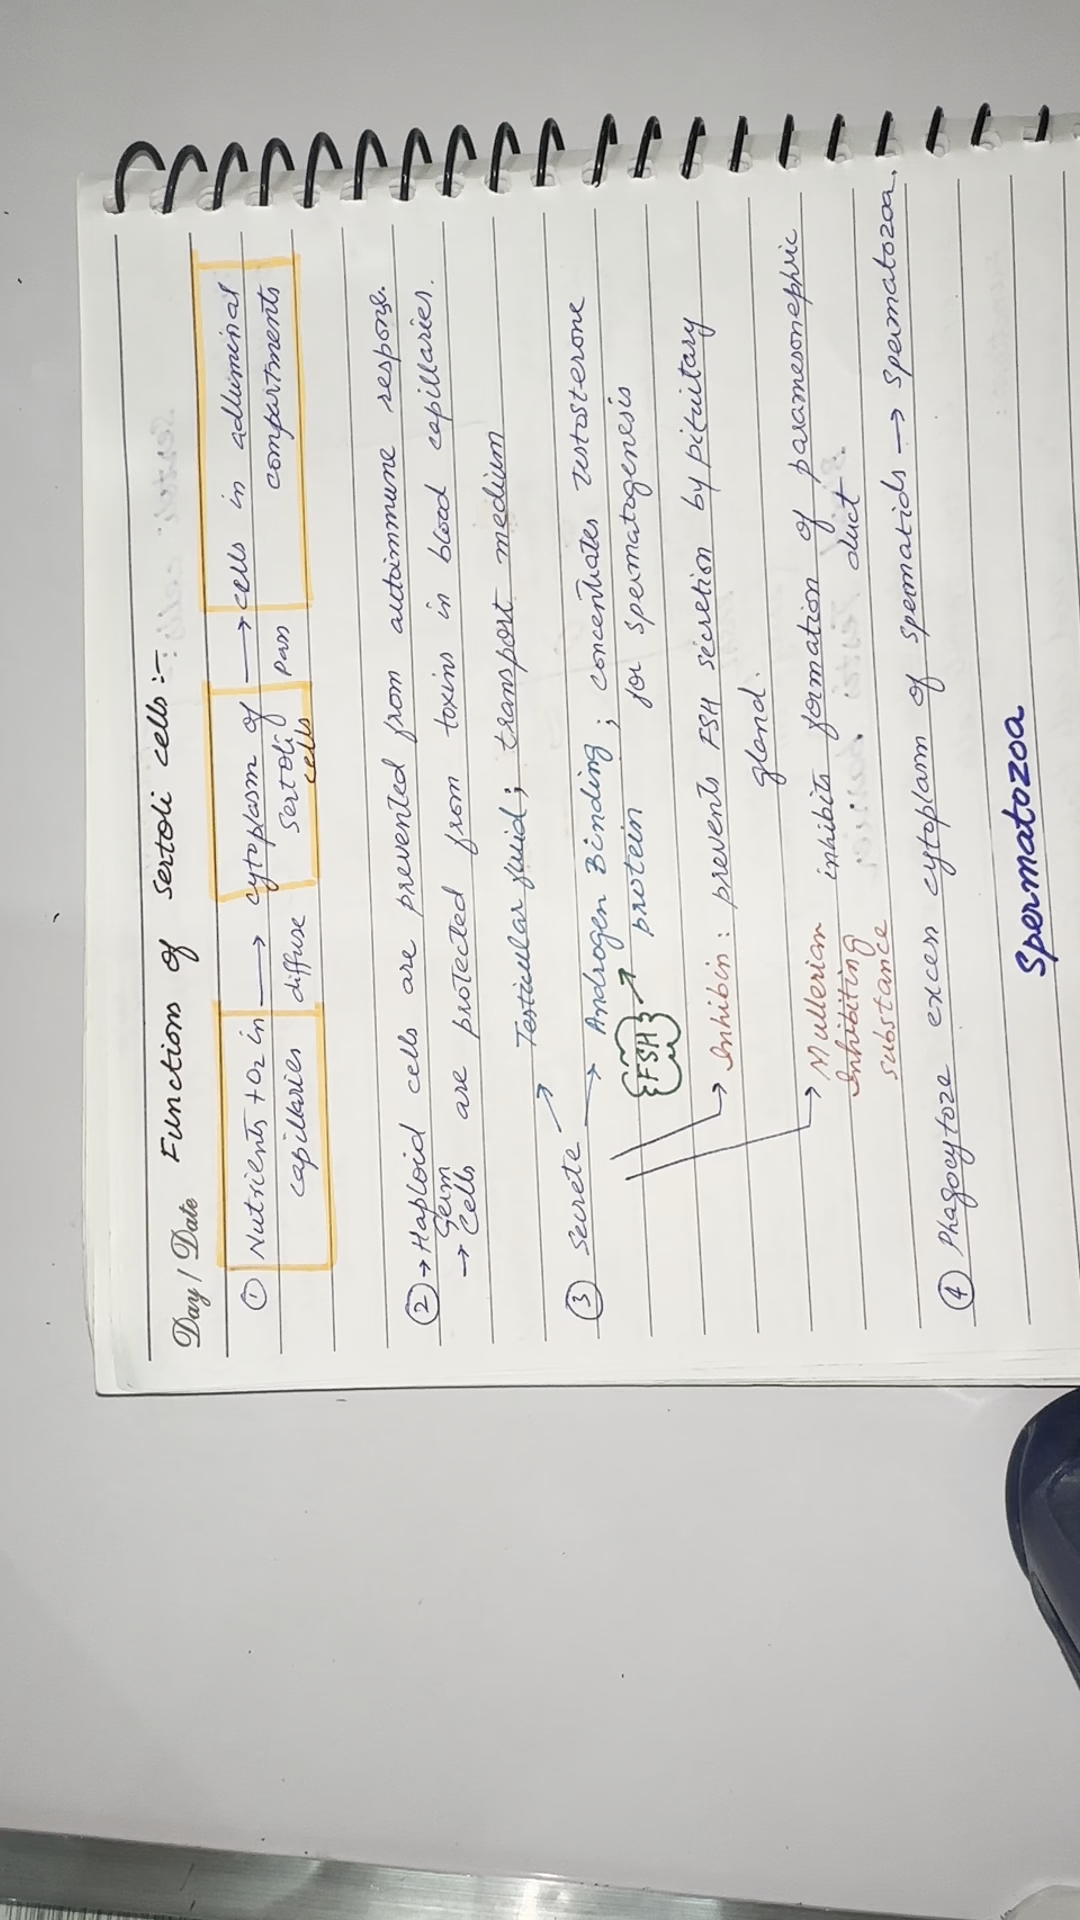 Day / Date Functions of Sertoli cells :-
① Nutrients + O2 in → cytoplasm of → cells in adluminal
capillaries diffuse Sertoli pass compartments
cells
② → Haploid cells are prevented from autoimmune response.
Germ
→ cells are protected from toxins in blood capillaries.
Testicular fluid ; transport medium
③ Secrete → Androgen Binding ; concentrates testosterone
{FSH} → protein for spermatogenesis
→ Inhibin : prevents FSH secretion by pituitary
gland.
→ Mullerian inhibits formation of paramesonephric
Inhibiting duct
substance
④ Phagocytoze excess cytoplasm of spermatids → spermatozoa.
Spermatozoa